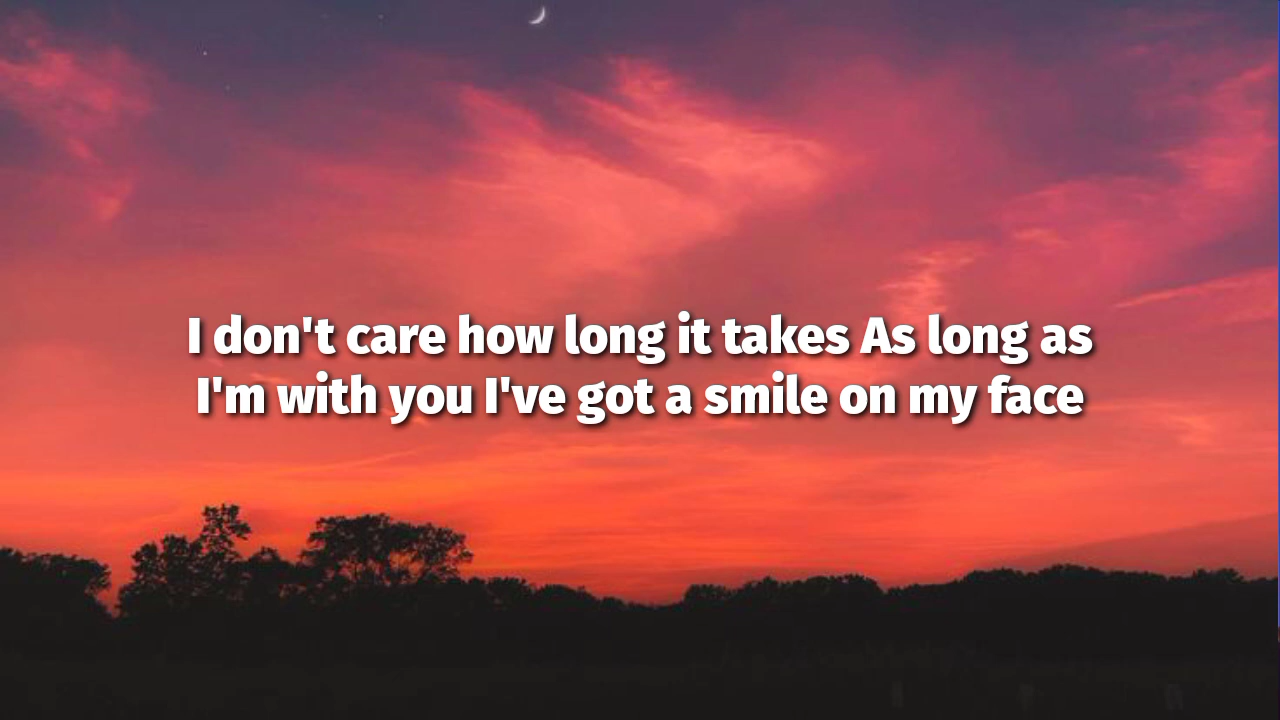 I don't care how long it takes As long as
I'm with you I've got a smile on my face